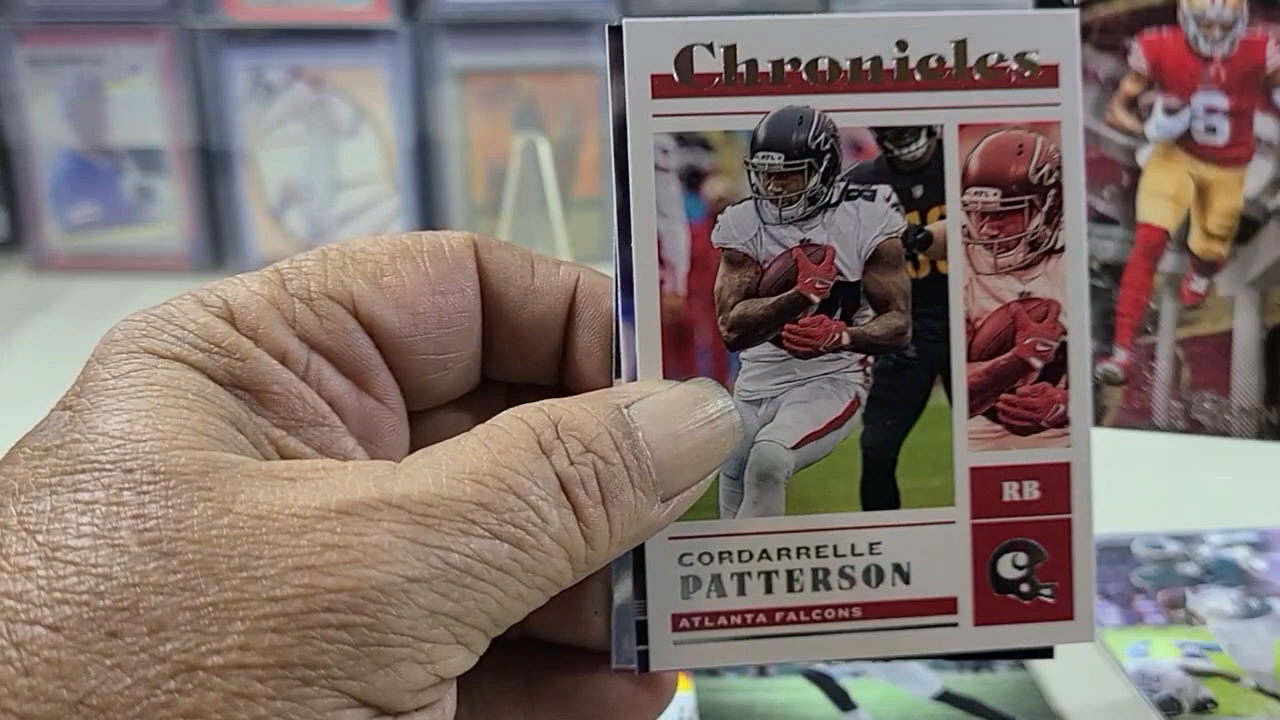 Chronicles
RB
CORDARRELLE
PATTERSON
ATLANTA FALCONS